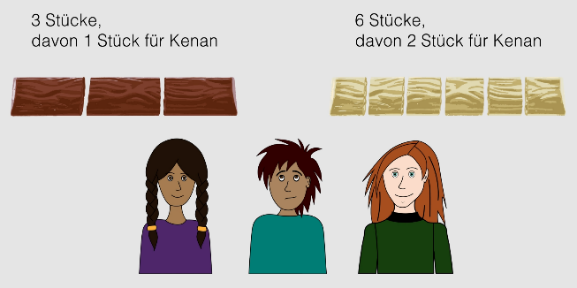 3 Stücke,
davon 1 Stück für Kenan
6 Stücke,
davon 2 Stück für Kenan